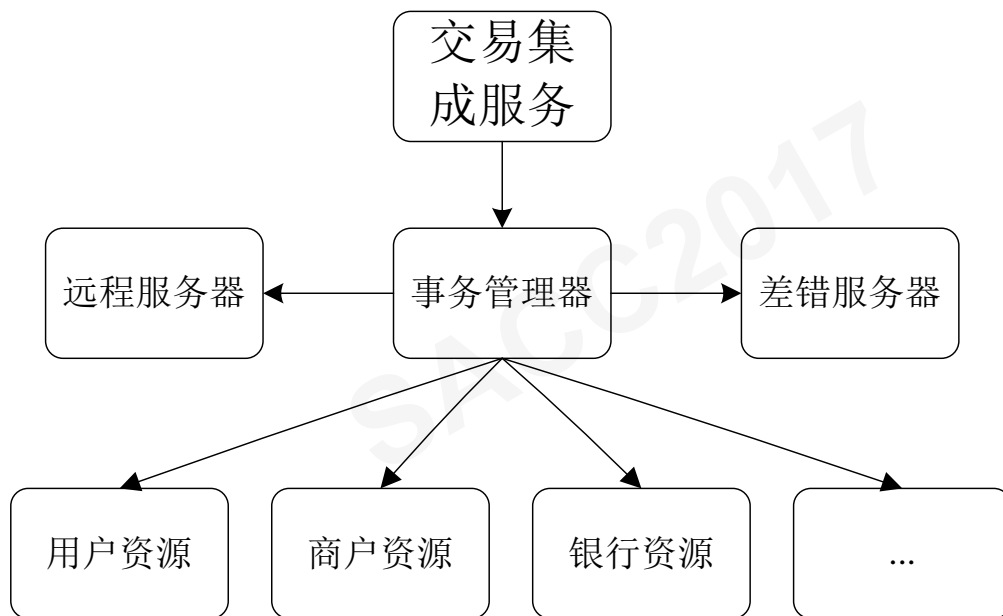 交易集
成服务
远程服务器
事务管理器
差错服务器
SACC2017
用户资源
商户资源
银行资源
...